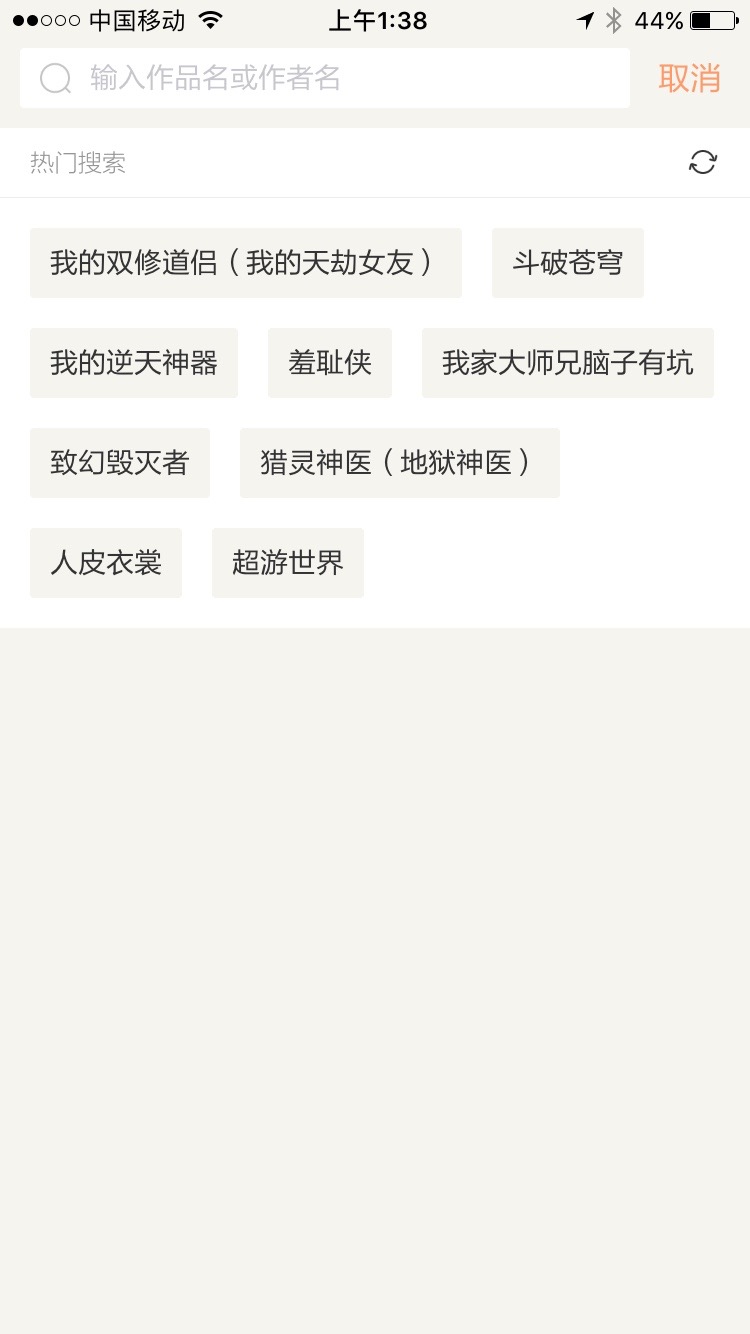 中国移动 上午1:38 44%
输入作品名或作者名 取消
热门搜索
我的双修道侣（我的天劫女友） 斗破苍穹
我的逆天神器 羞耻侠 我家大师兄脑子有坑
致幻毁灭者 猎灵神医（地狱神医）
人皮衣裳 超游世界